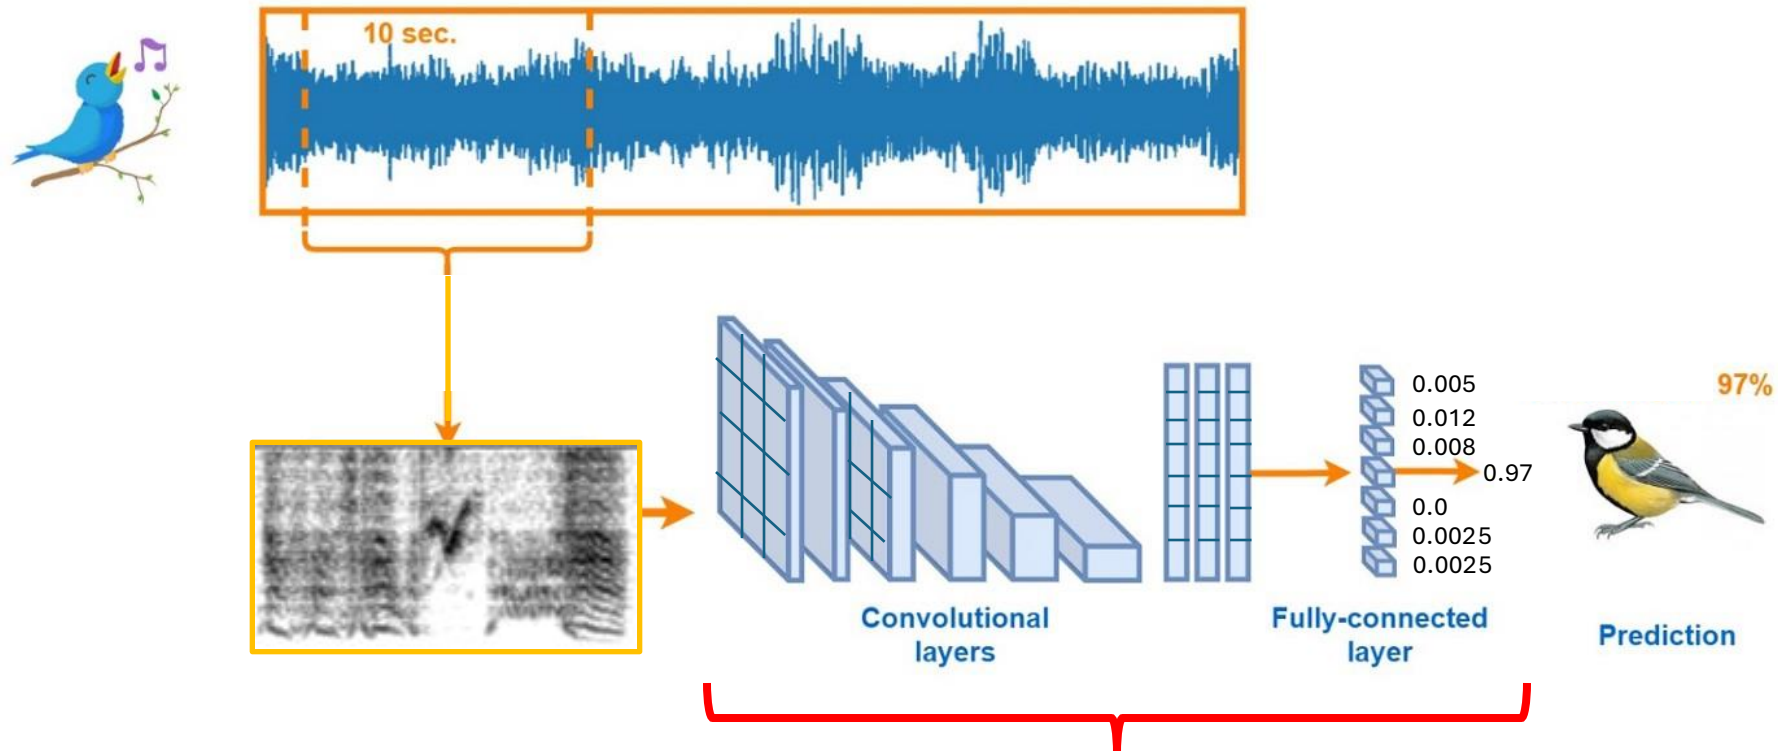 10 sec.
97%
0.005
0.012
0.008
0.97
0.0
0.0025
0.0025
Convolutional
layers
Fully-connected
layer
Prediction